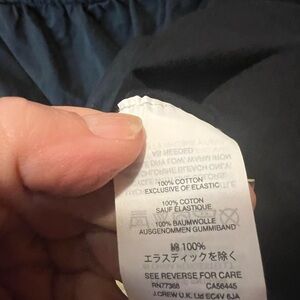 100% COTTON
EXCLUSIVE OF ELASTIC
100% COTTON
SAUF ELASTIQUE
100% BAUMWOLLE
AUSGENOMMEN GUMMIBAND
綿 100%
エラスティックを除く
SEE REVERSE FOR CARE
RN77388 CA56445
J.CREW U.K. Ltd EC4V 6JA